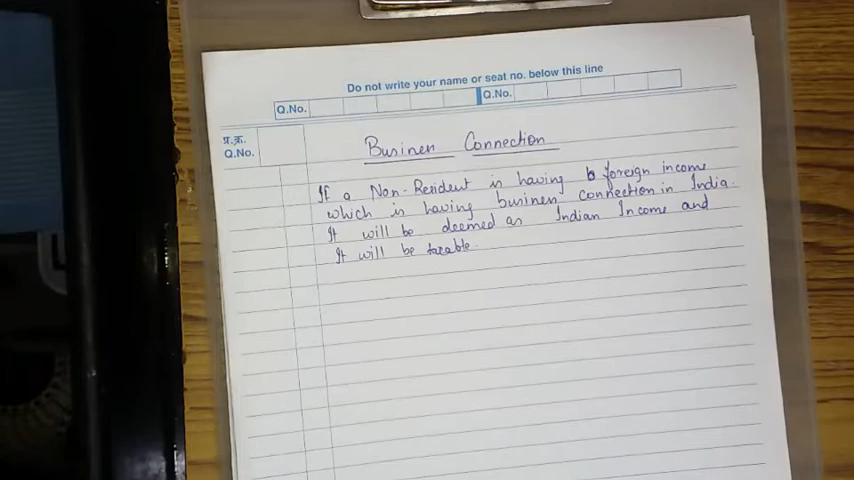 Do not write your name or seat no. below this line
Q.No. Q.No.
प्र.क्र.
Q.No.
Business Connection
If a Non-Resident is having foreign income
which is having business connection in India.
It will be deemed as Indian Income and
It will be taxable.